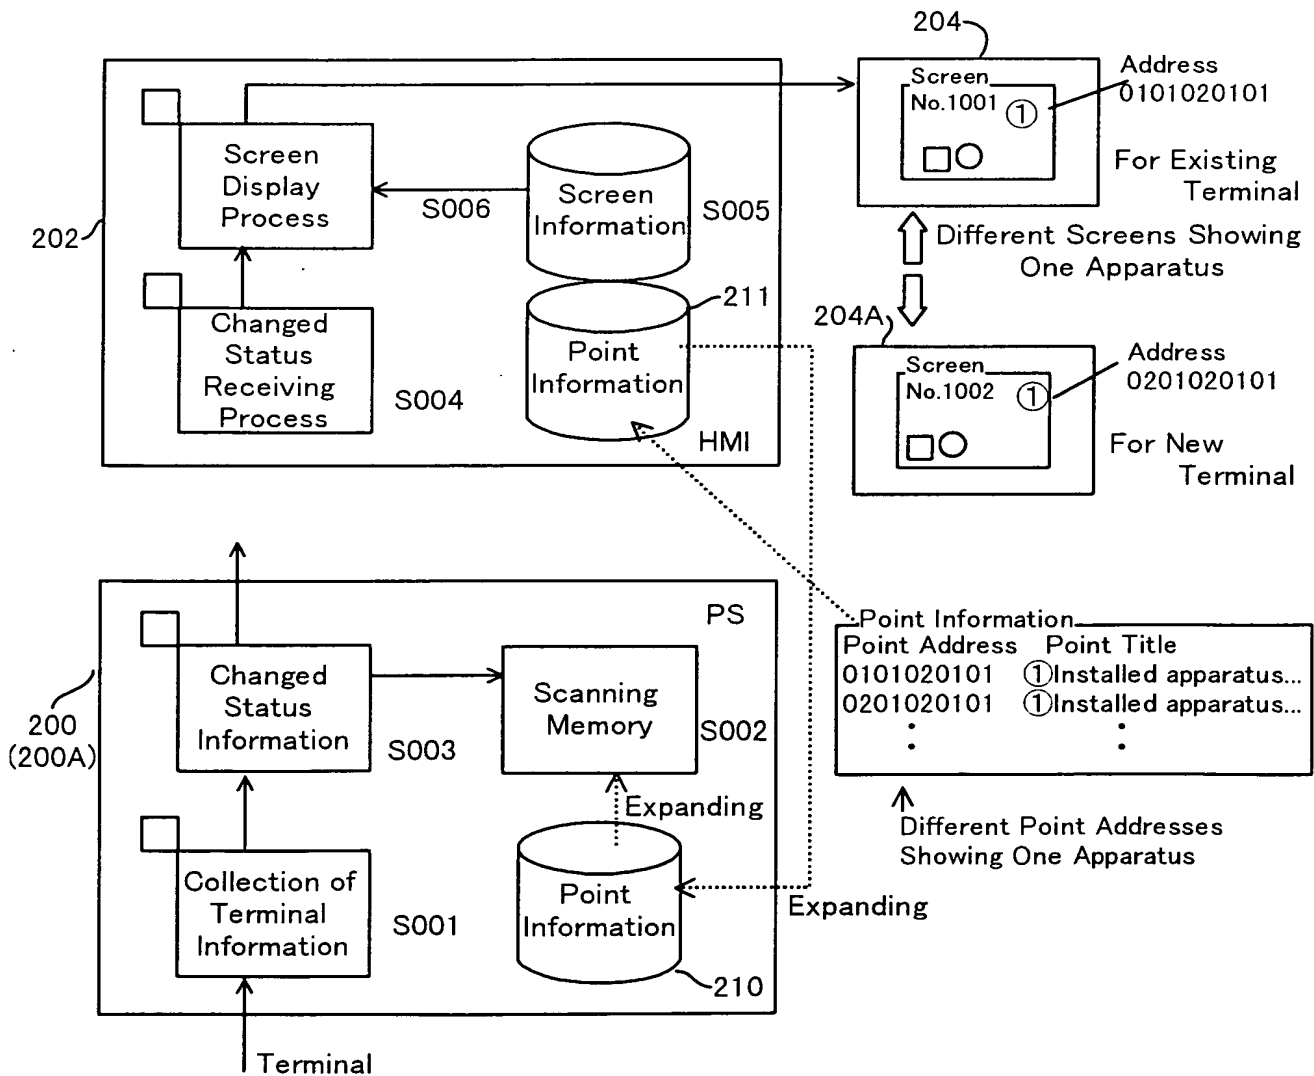 204
Screen
No.1001
①
Address
0101020101
For Existing
Terminal
Screen
Display
Process
S006
Screen
Information
S005
202
Different Screens Showing
One Apparatus
Changed
Status
Receiving
Process
S004
211
Point
Information
HMI
204A
Screen
No.1002
①
Address
0201020101
For New
Terminal
PS
Changed
Status
Information
S003
Scanning
Memory
S002
200
(200A)
Expanding
Point Information
Point Address Point Title
0101020101 ①Installed apparatus...
0201020101 ①Installed apparatus...
Different Point Addresses
Showing One Apparatus
Collection of
Terminal
Information
S001
Point
Information
Expanding
210
Terminal